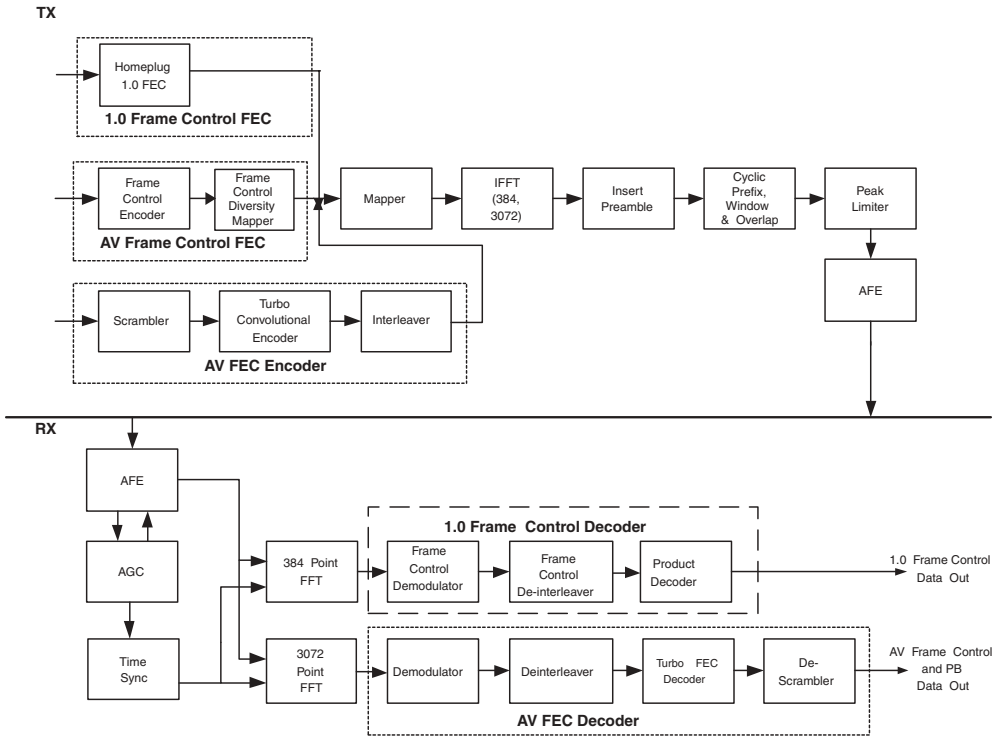 TX
Homeplug
1.0 FEC
1.0 Frame Control FEC
Frame
Control
Encoder
Frame
Control
Diversity
Mapper
AV Frame Control FEC
Mapper
IFFT
(384,
3072)
Insert
Preamble
Cyclic
Prefix,
Window
& Overlap
Peak
Limiter
AFE
Scrambler
Turbo
Convolutional
Encoder
Interleaver
AV FEC Encoder
RX
AFE
AGC
Time
Sync
384 Point
FFT
3072
Point
FFT
1.0 Frame Control Decoder
Frame
Control
Demodulator
Frame
Control
De-interleaver
Product
Decoder
1.0 Frame Control
Data Out
Demodulator
Deinterleaver
Turbo FEC
Decoder
De-
Scrambler
AV FEC Decoder
AV Frame Control
and PB
Data Out